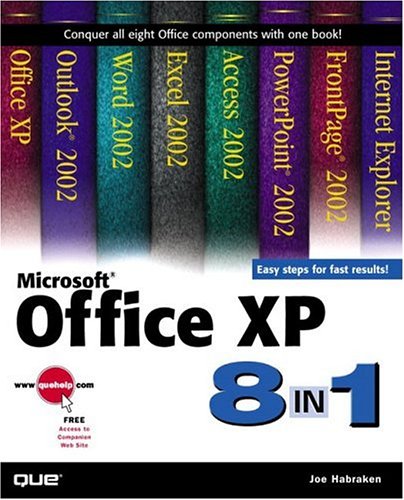 Conquer all eight Office components with one book!
Office XP
Outlook® 2002
Word 2002
Excel 2002
Access 2002
PowerPoint® 2002
FrontPage® 2002
Internet Explorer
Easy steps for fast results!
Microsoft®
Office XP
8 IN 1
www.quehelp.com
FREE
Access to
Companion
Web Site
QUE®
Joe Habraken